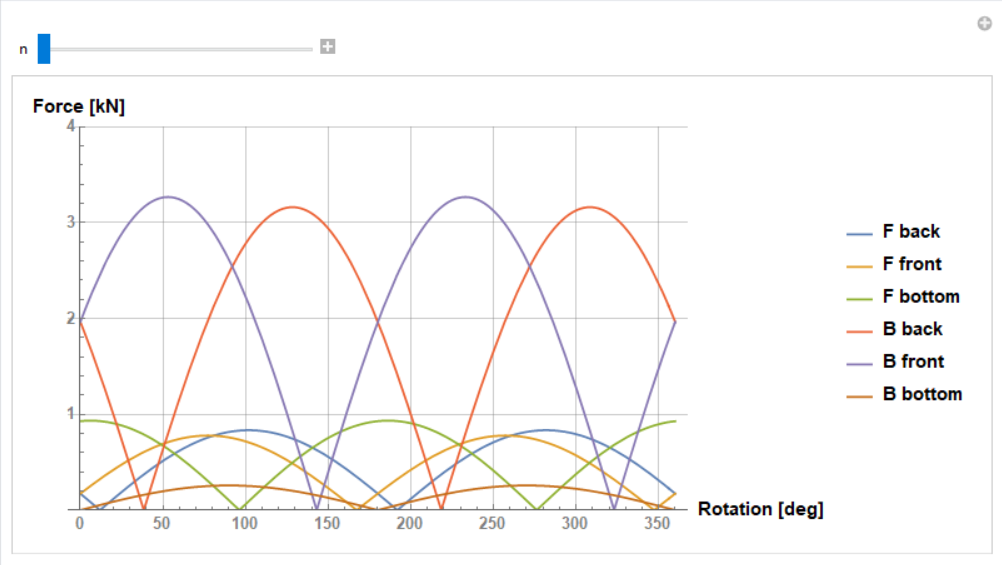 n
Force [kN]
4
3
2
1
0 50 100 150 200 250 300 350
Rotation [deg]
F back
F front
F bottom
B back
B front
B bottom